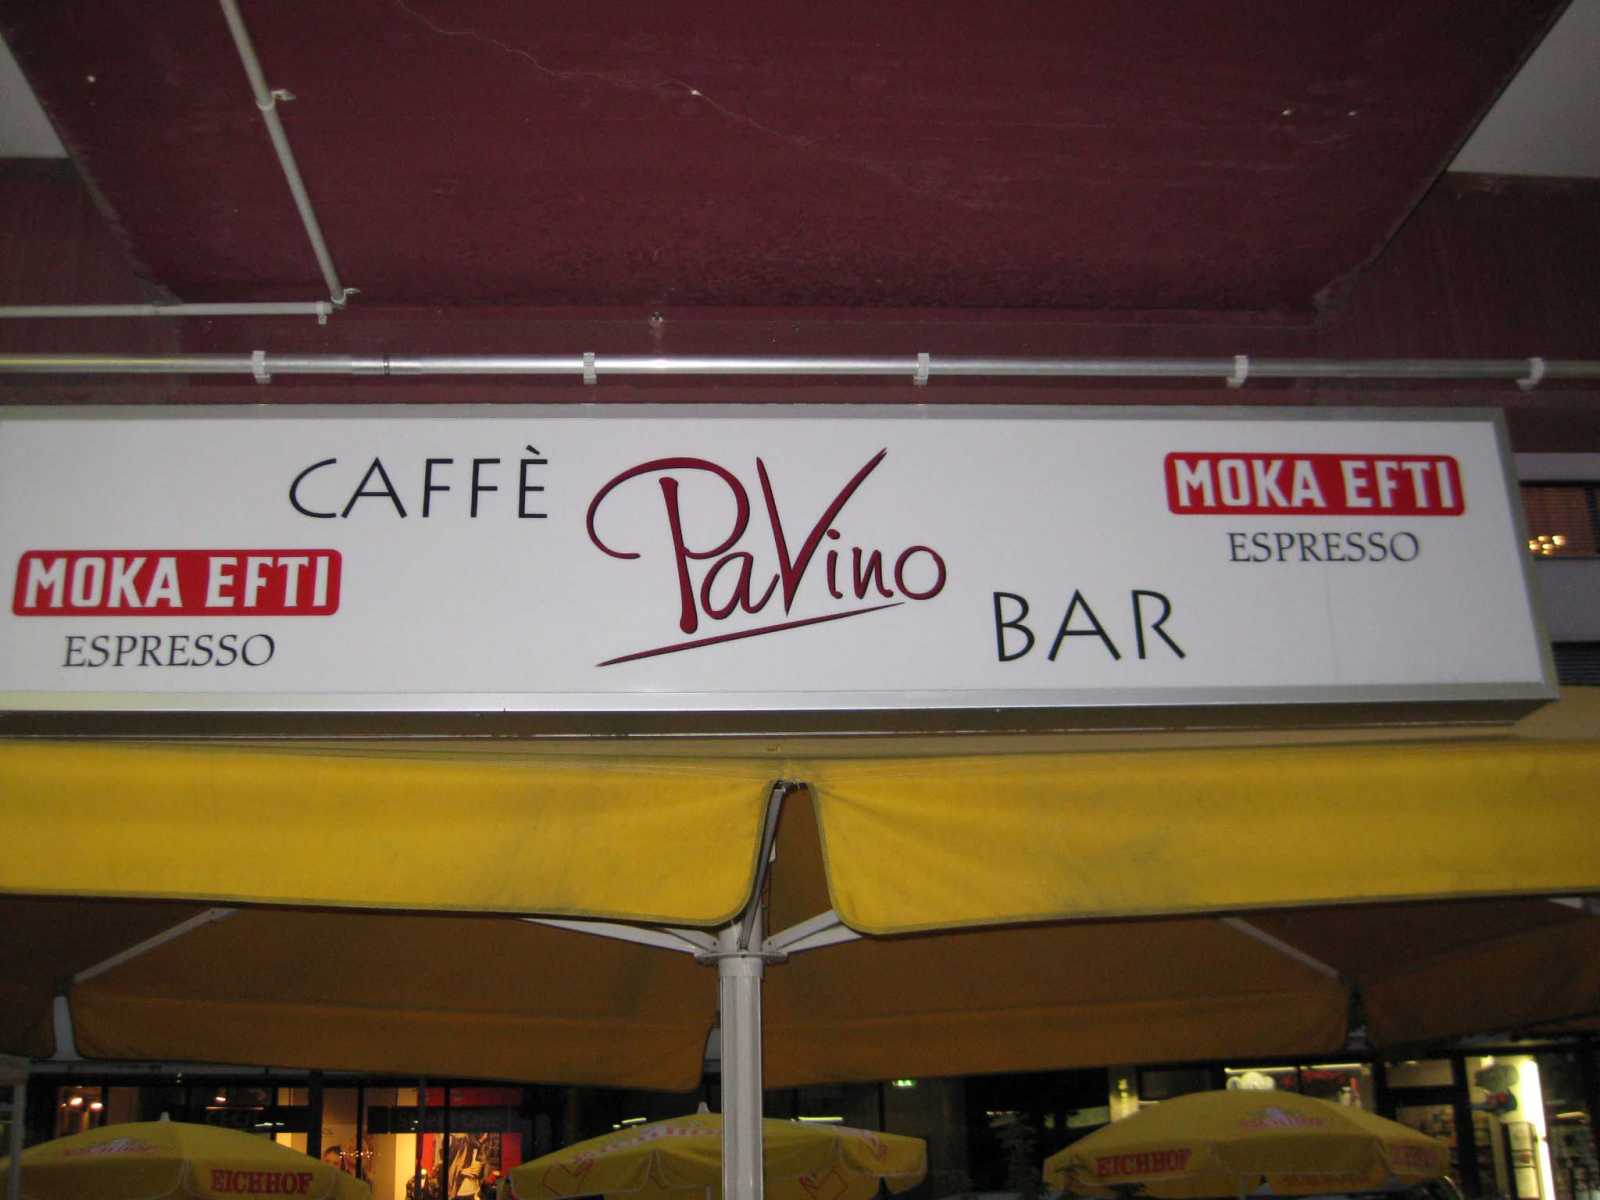 CAFFÈ
PaVino
BAR
MOKA EFTI
ESPRESSO
MOKA EFTI
ESPRESSO
EICHHOF
EICHHOF